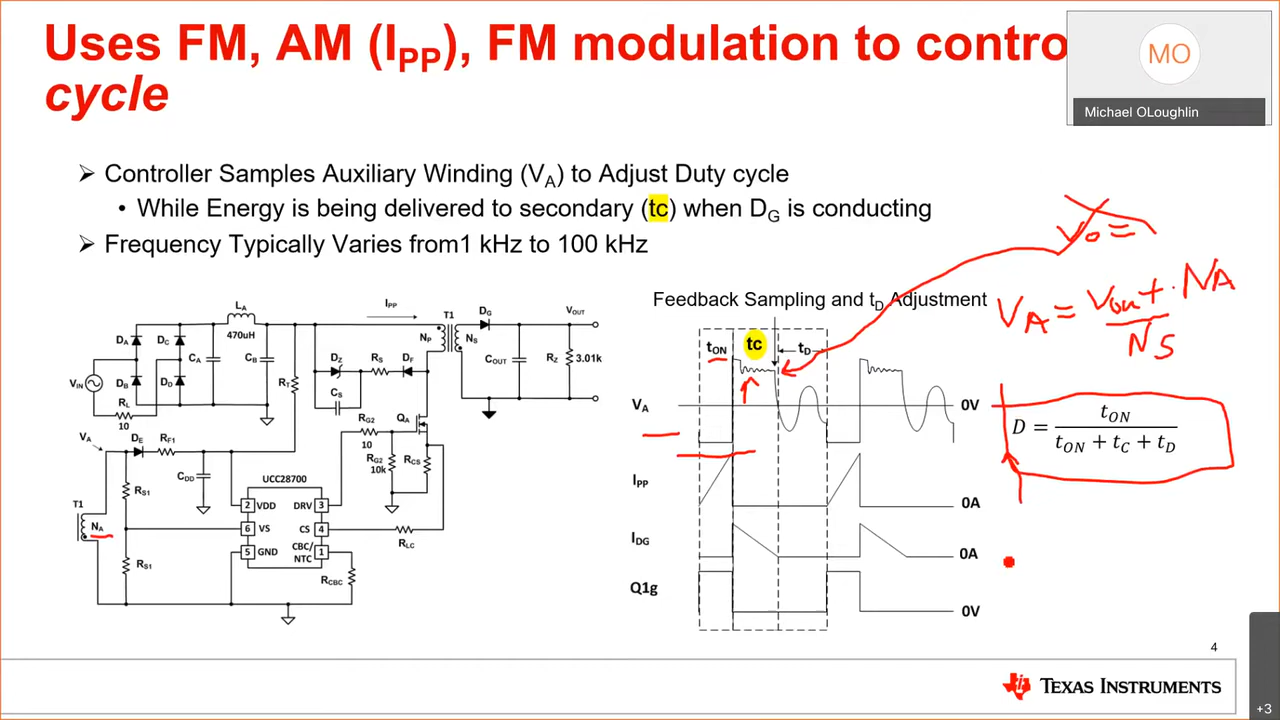 Uses FM, AM (IPP), FM modulation to contro
cycle
MO
Michael OLoughlin
➢ Controller Samples Auxiliary Winding (VA) to Adjust Duty cycle
• While Energy is being delivered to secondary (tc) when DG is conducting
➢ Frequency Typically Varies from1 kHz to 100 kHz
Vo =
VA = Vout · NA
NS
Feedback Sampling and tD Adjustment
tON tc tD
VA 0V
IPP 0A
IDG 0A
Q1g 0V
D = tON
tON + tC + tD
LA
470uH
IPP
T1
DG
VOUT
DA
DC
CA
CB
NP
NS
COUT
RZ
3.01k
DZ
RS
DF
CS
VIN
DB
DD
RT
RL
10
QA
RG2
10
RG2
10k
RCS
VA
DE
RF1
CDD
UCC28700
RS1
2 VDD DRV 3
T1
NA
6 VS CS 4
RLC
5 GND CBC/
NTC 1
RS1
RCBC
4
TEXAS INSTRUMENTS
+3